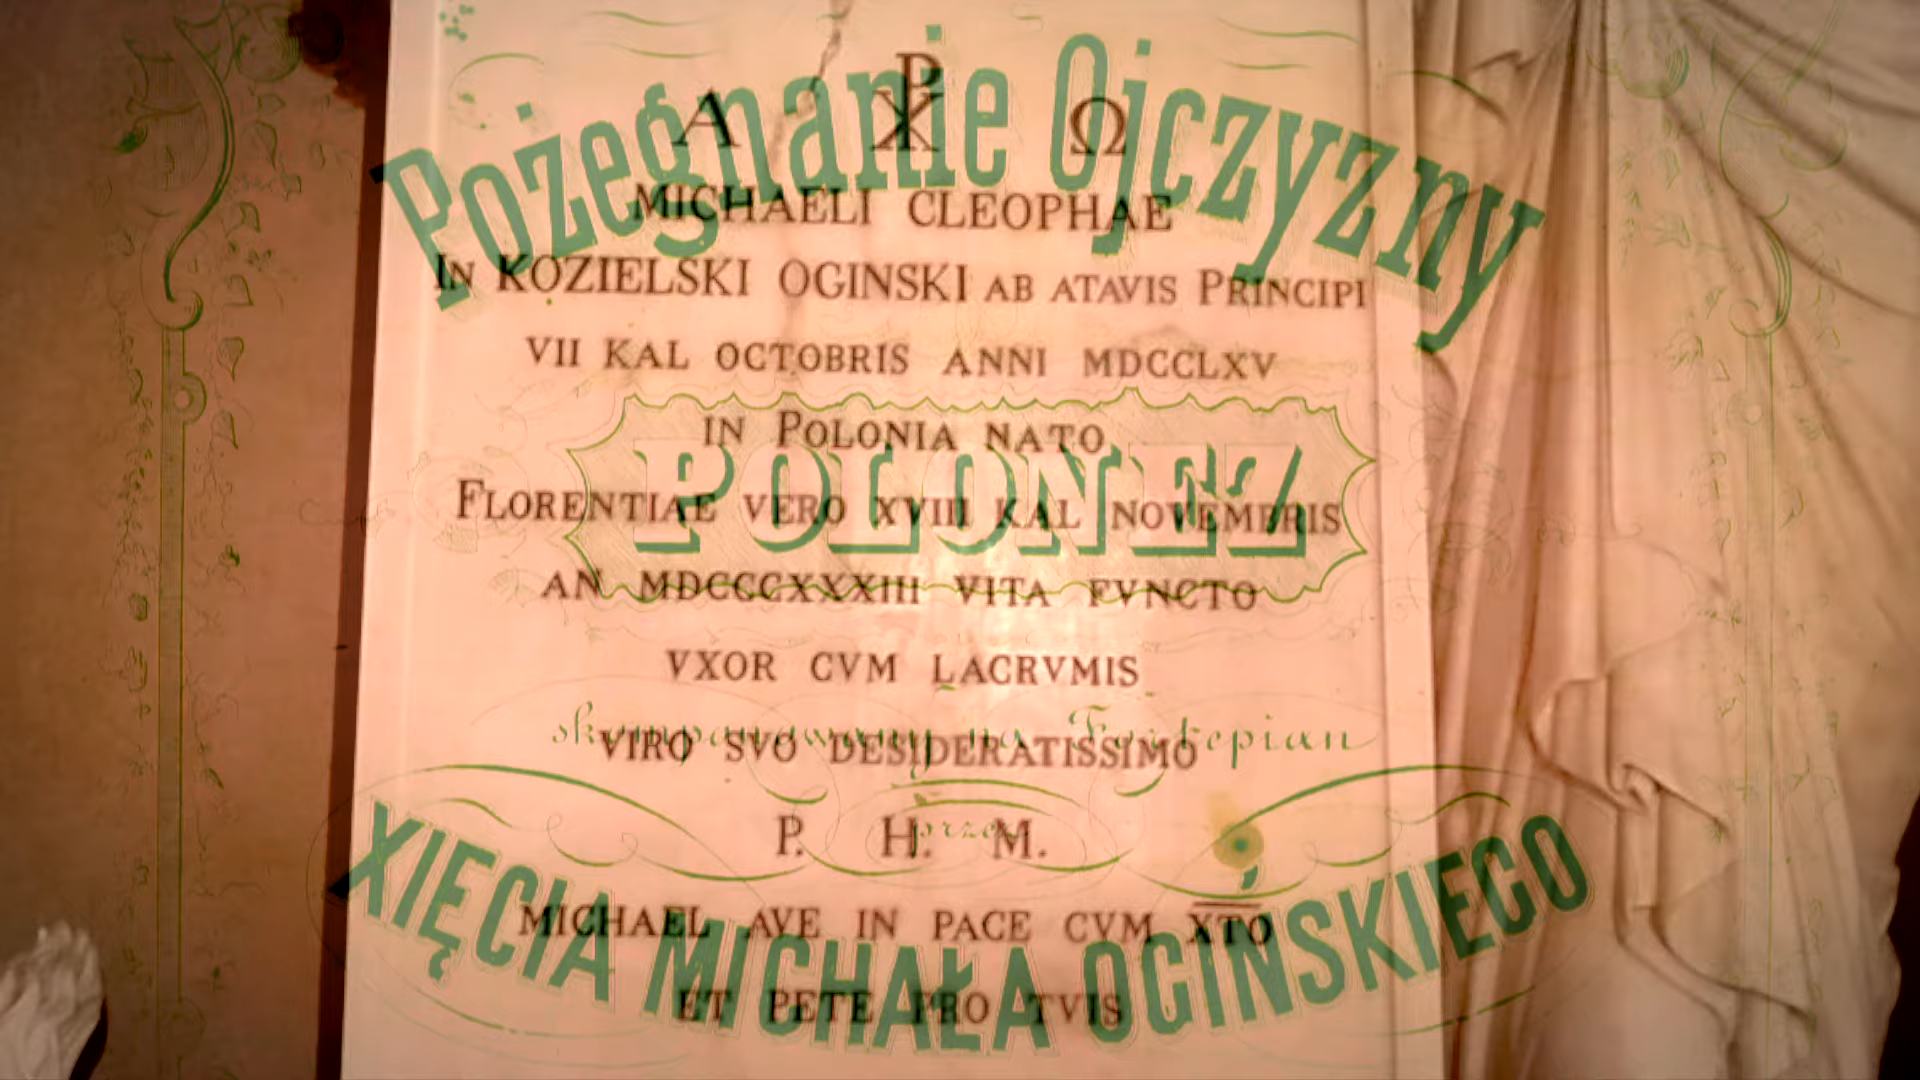 Pożegnanie Ojczyzny
A ☧ Ω
MICHAELI CLEOPHAE
IN KOZIELSKI OGINSKI AB ATAVIS PRINCIPI
VII KAL OCTOBRIS ANNI MDCCLXV
IN POLONIA NATO
POLONEZ
FLORENTIAE VERO XVIII KAL NOVEMBRIS
AN MDCCCXXXIII VITA FVNCTO
VXOR CVM LACRVMIS
skomponowany na Fortepian
VIRO SVO DESIDERATISSIMO
przez
P. H. M.
XIĘCIA MICHAŁA OGIŃSKIEGO
MICHAEL AVE IN PACE CVM XTO
ET PETE PRO TVIS